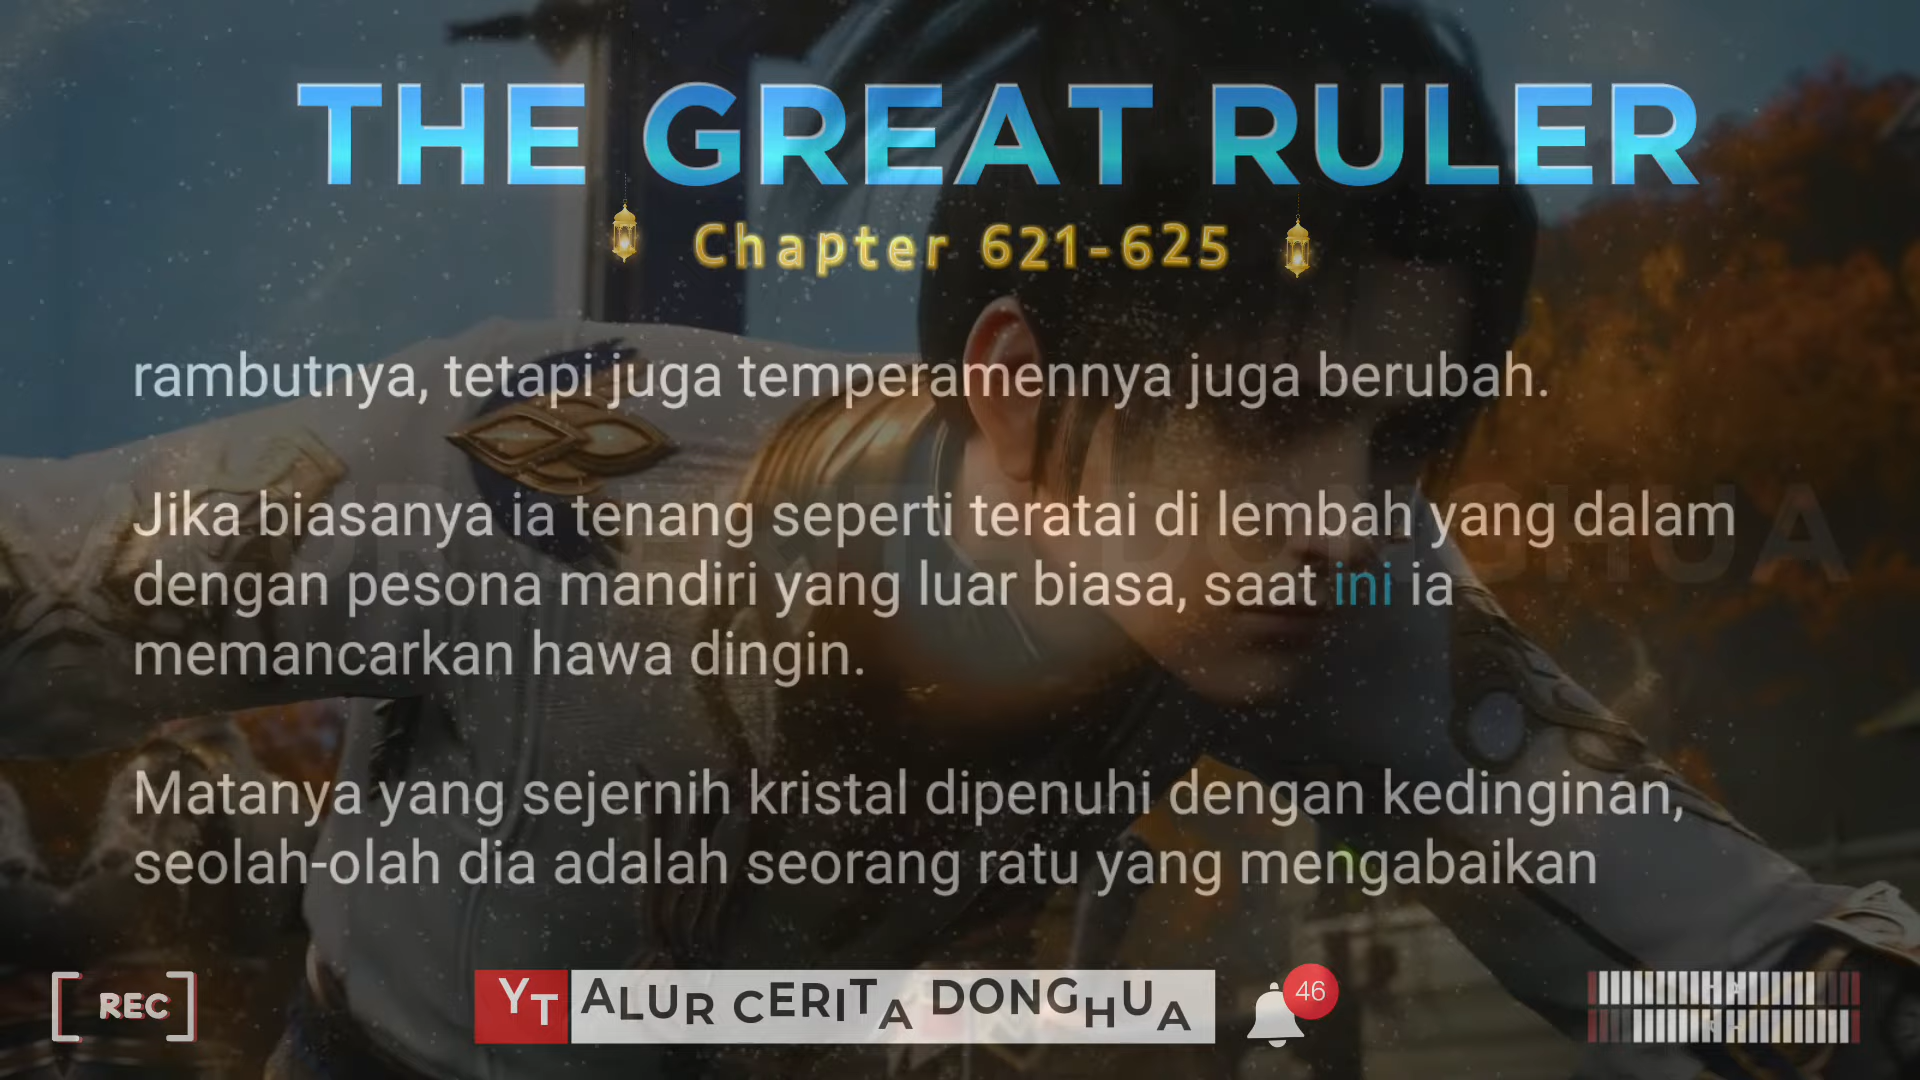 THE GREAT RULER
Chapter 621-625
rambutnya, tetapi juga temperamennya juga berubah.
Jika biasanya ia tenang seperti teratai di lembah yang dalam
dengan pesona mandiri yang luar biasa, saat ini ia
memancarkan hawa dingin.
Matanya yang sejernih kristal dipenuhi dengan kedinginan,
seolah-olah dia adalah seorang ratu yang mengabaikan
REC
YT ALUR CERITA DONGHUA
46